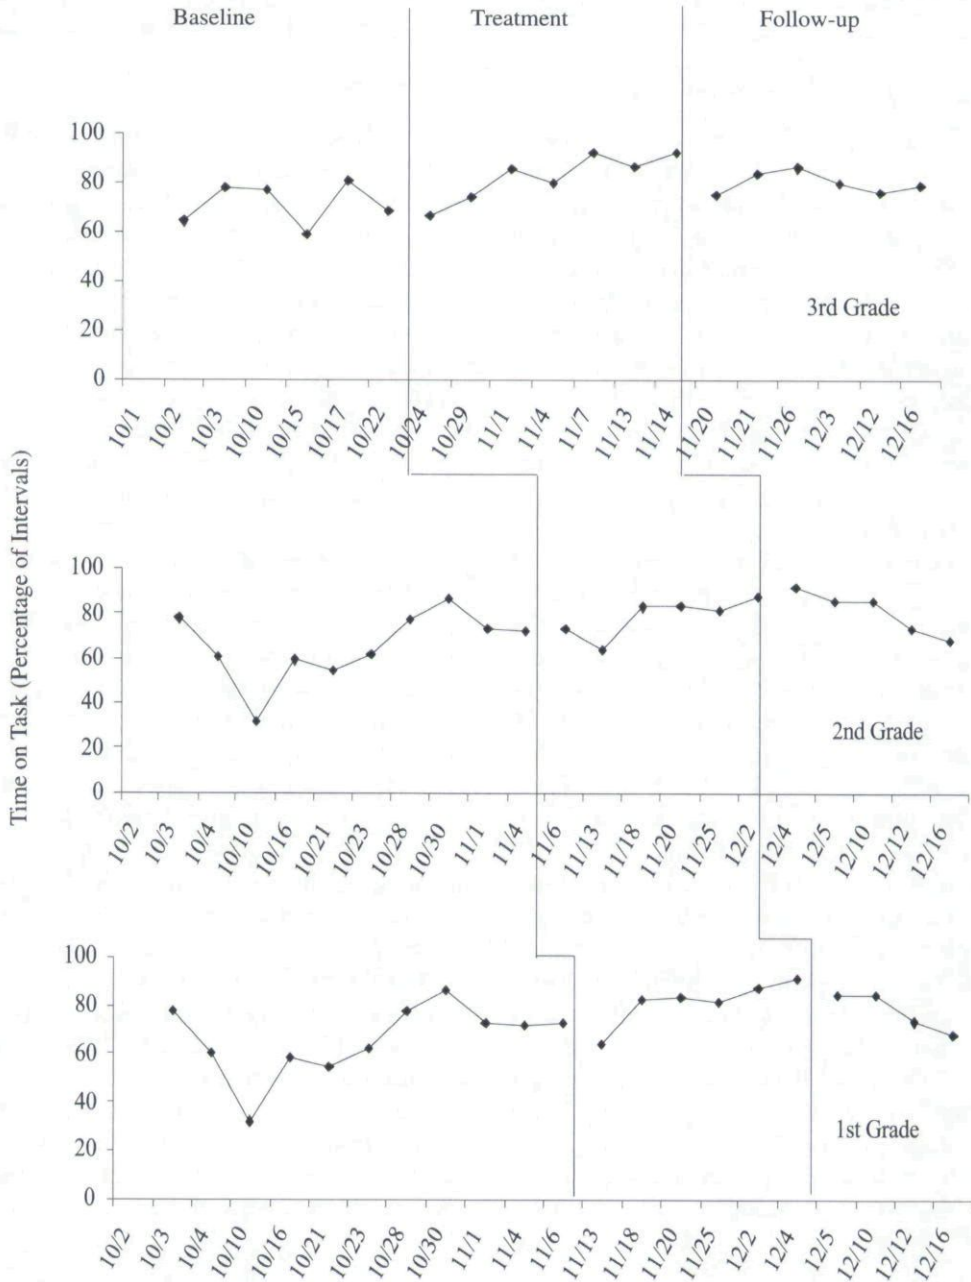 Baseline Treatment Follow-up
100
80
60
40
20
0
3rd Grade
10/1 10/2 10/3 10/10 10/15 10/17 10/22 10/24 10/29 11/1 11/4 11/7 11/13 11/14 11/20 11/21 11/26 12/3 12/12 12/16
Time on Task (Percentage of Intervals)
100
80
60
40
20
0
2nd Grade
10/2 10/3 10/4 10/10 10/16 10/21 10/23 10/28 10/30 11/1 11/4 11/6 11/13 11/18 11/20 11/25 12/2 12/4 12/5 12/10 12/12 12/16
100
80
60
40
20
0
1st Grade
10/2 10/3 10/4 10/10 10/16 10/21 10/23 10/28 10/30 11/1 11/4 11/6 11/13 11/18 11/20 11/25 12/2 12/4 12/5 12/10 12/12 12/16